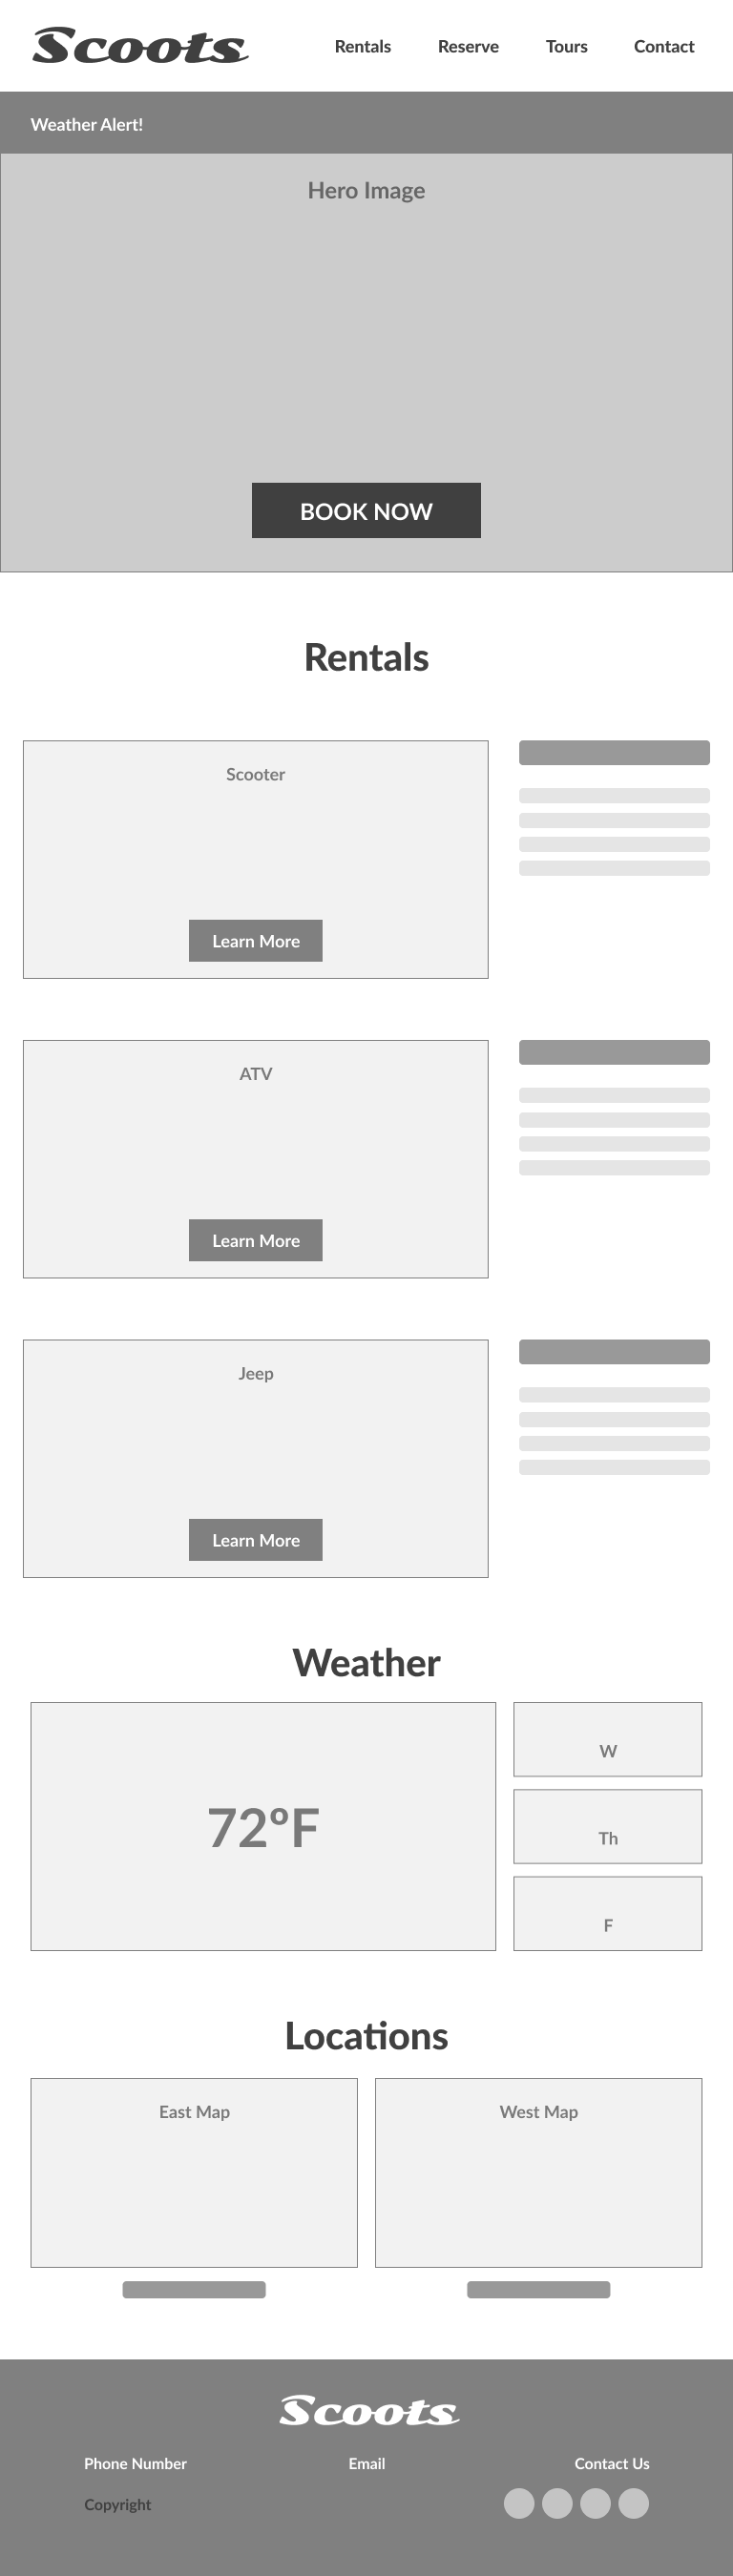 Scoots
Rentals Reserve Tours Contact
Weather Alert!
Hero Image
BOOK NOW
Rentals
Scooter
Learn More
ATV
Learn More
Jeep
Learn More
Weather
72°F
W
Th
F
Locations
East Map West Map
Scoots
Phone Number Email Contact Us
Copyright